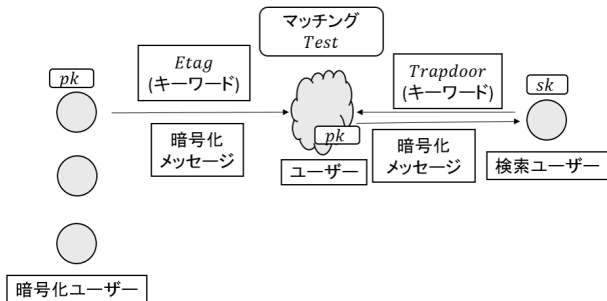 マッチング
Test
pk
Etag
(キーワード)
Trapdoor
(キーワード)
sk
pk
暗号化
メッセージ
ユーザー
暗号化
メッセージ
検索ユーザー
暗号化ユーザー